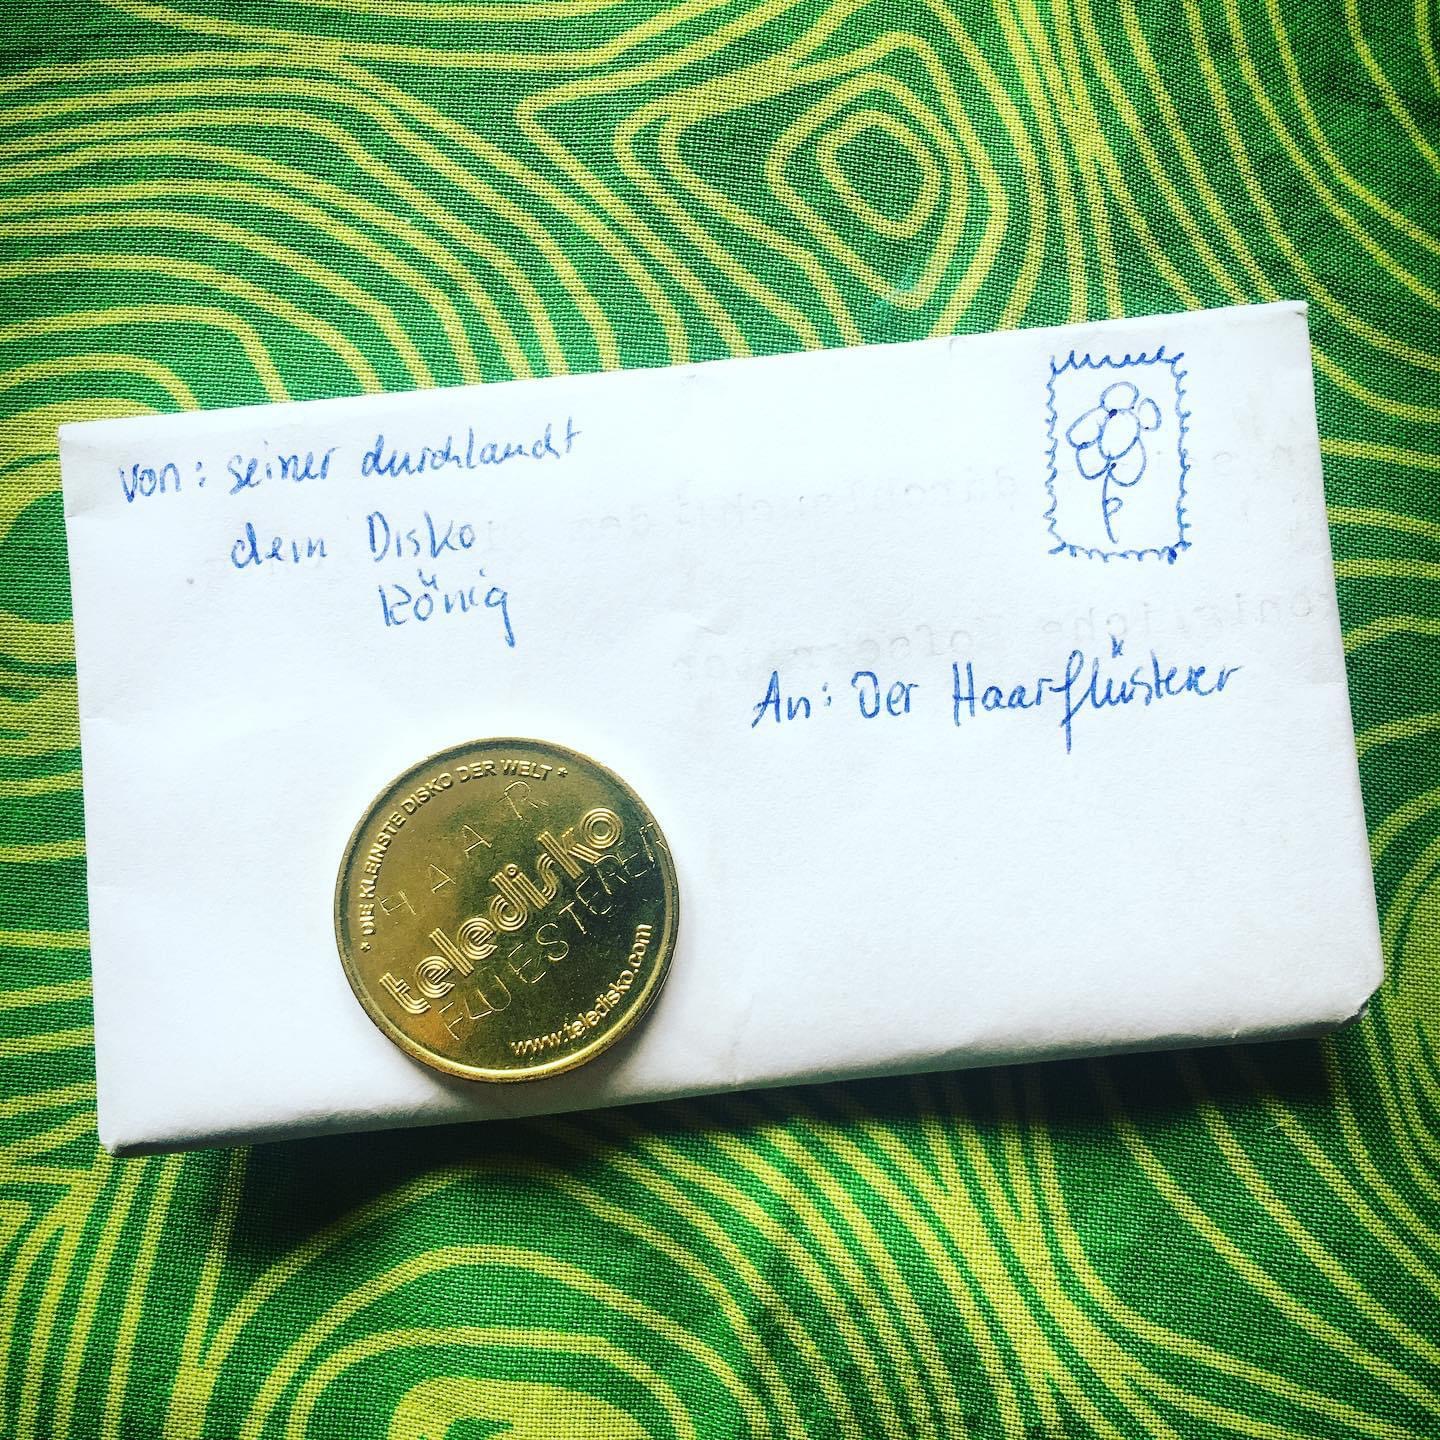 von: seiner durchlaucht
dem Disko
König
An: Der Haarflüsterer
* DIE KLEINSTE DISKO DER WELT *
HAAR
teledisko
FLUESTERER
www.teledisko.com